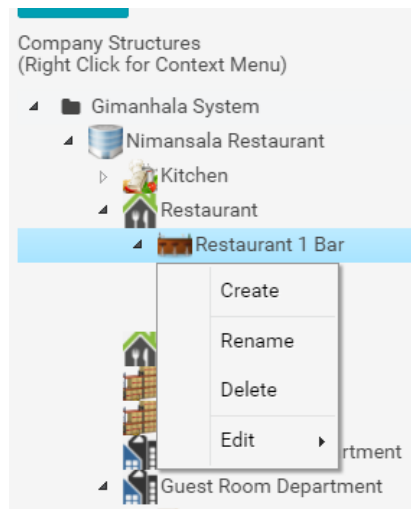 Company Structures
(Right Click for Context Menu)
Gimanhala System
Nimansala Restaurant
Kitchen
Restaurant
Restaurant 1 Bar
Create
Rename
Delete
Edit
rtment
Guest Room Department